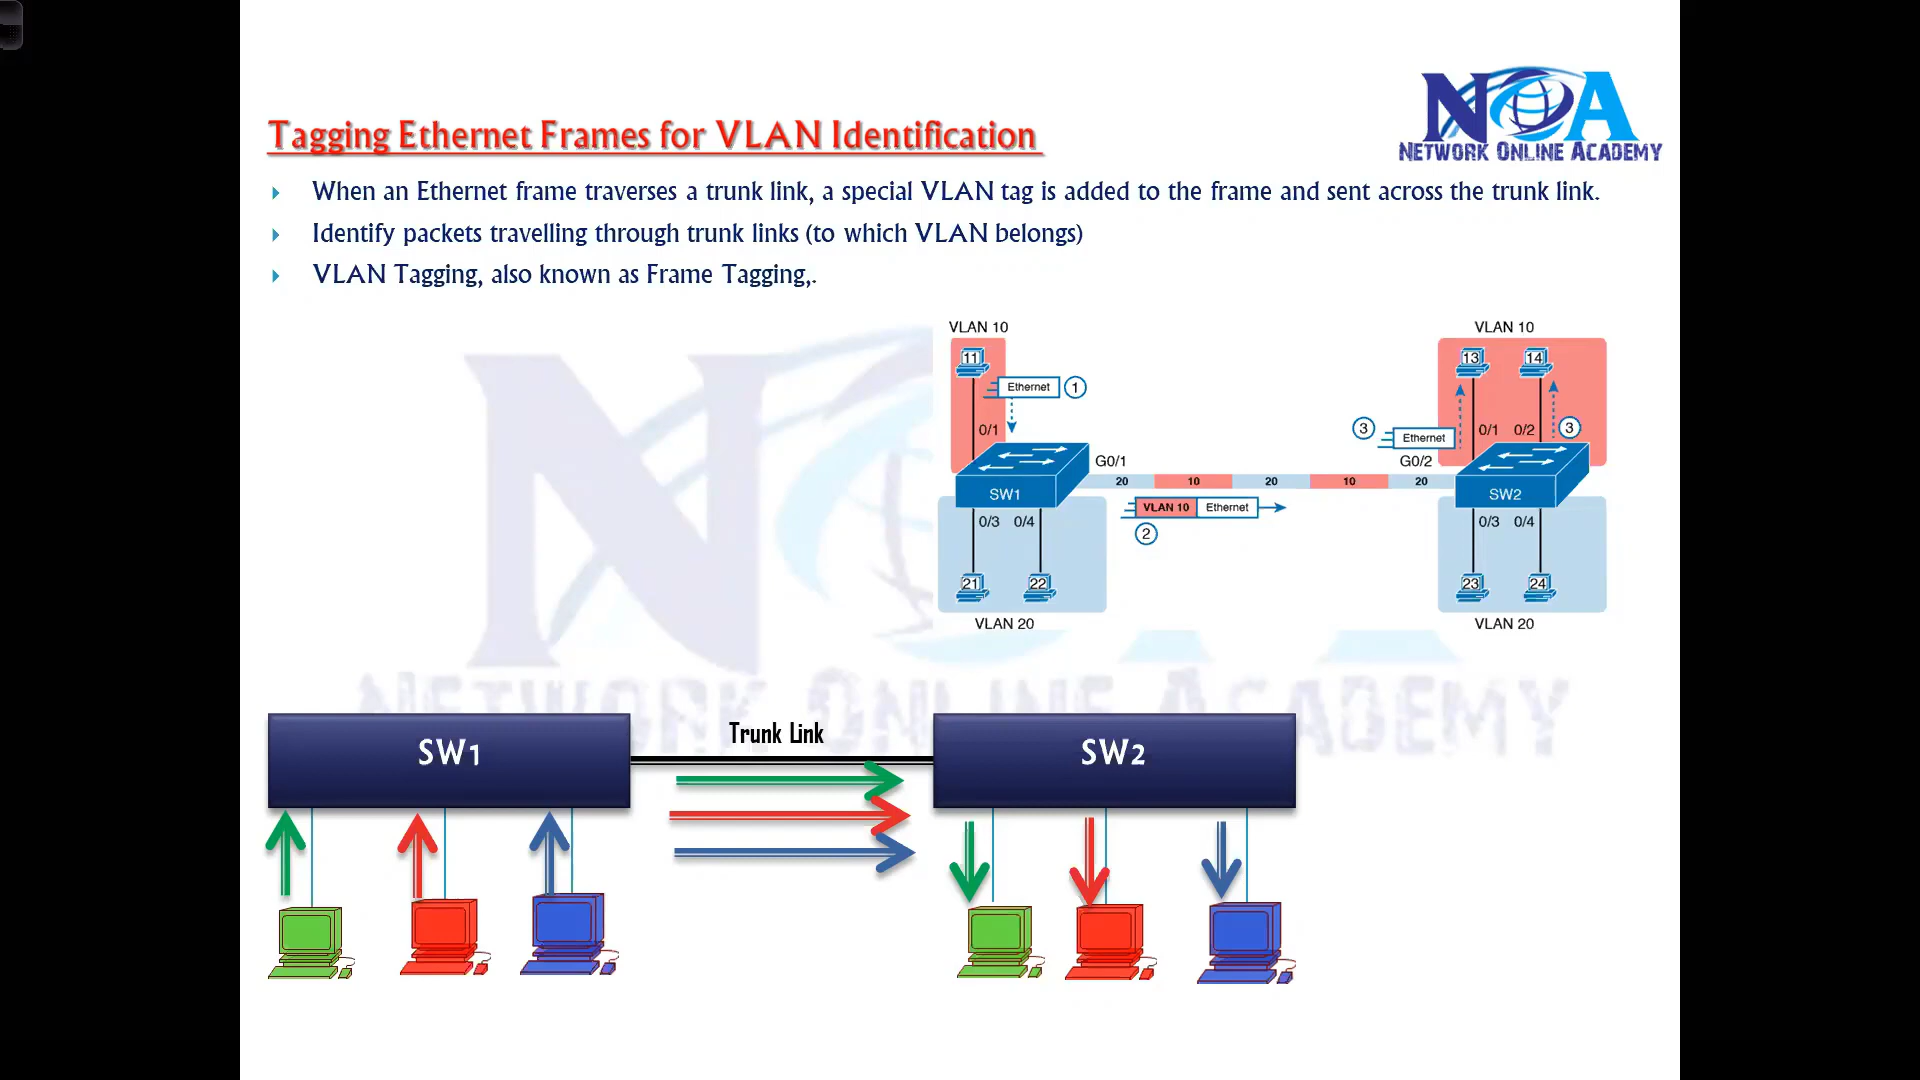 NOA
NETWORK ONLINE ACADEMY
Tagging Ethernet Frames for VLAN Identification
When an Ethernet frame traverses a trunk link, a special VLAN tag is added to the frame and sent across the trunk link.
Identify packets travelling through trunk links (to which VLAN belongs)
VLAN Tagging, also known as Frame Tagging,.
VLAN 10
VLAN 10
11
13
14
Ethernet
1
3
Ethernet
3
0/1
0/1
0/2
G0/1
G0/2
20
10
20
10
20
SW1
SW2
VLAN 10
Ethernet
2
0/3
0/4
0/3
0/4
21
22
23
24
VLAN 20
VLAN 20
NETWORK ONLINE ACADEMY
Trunk Link
SW1
SW2